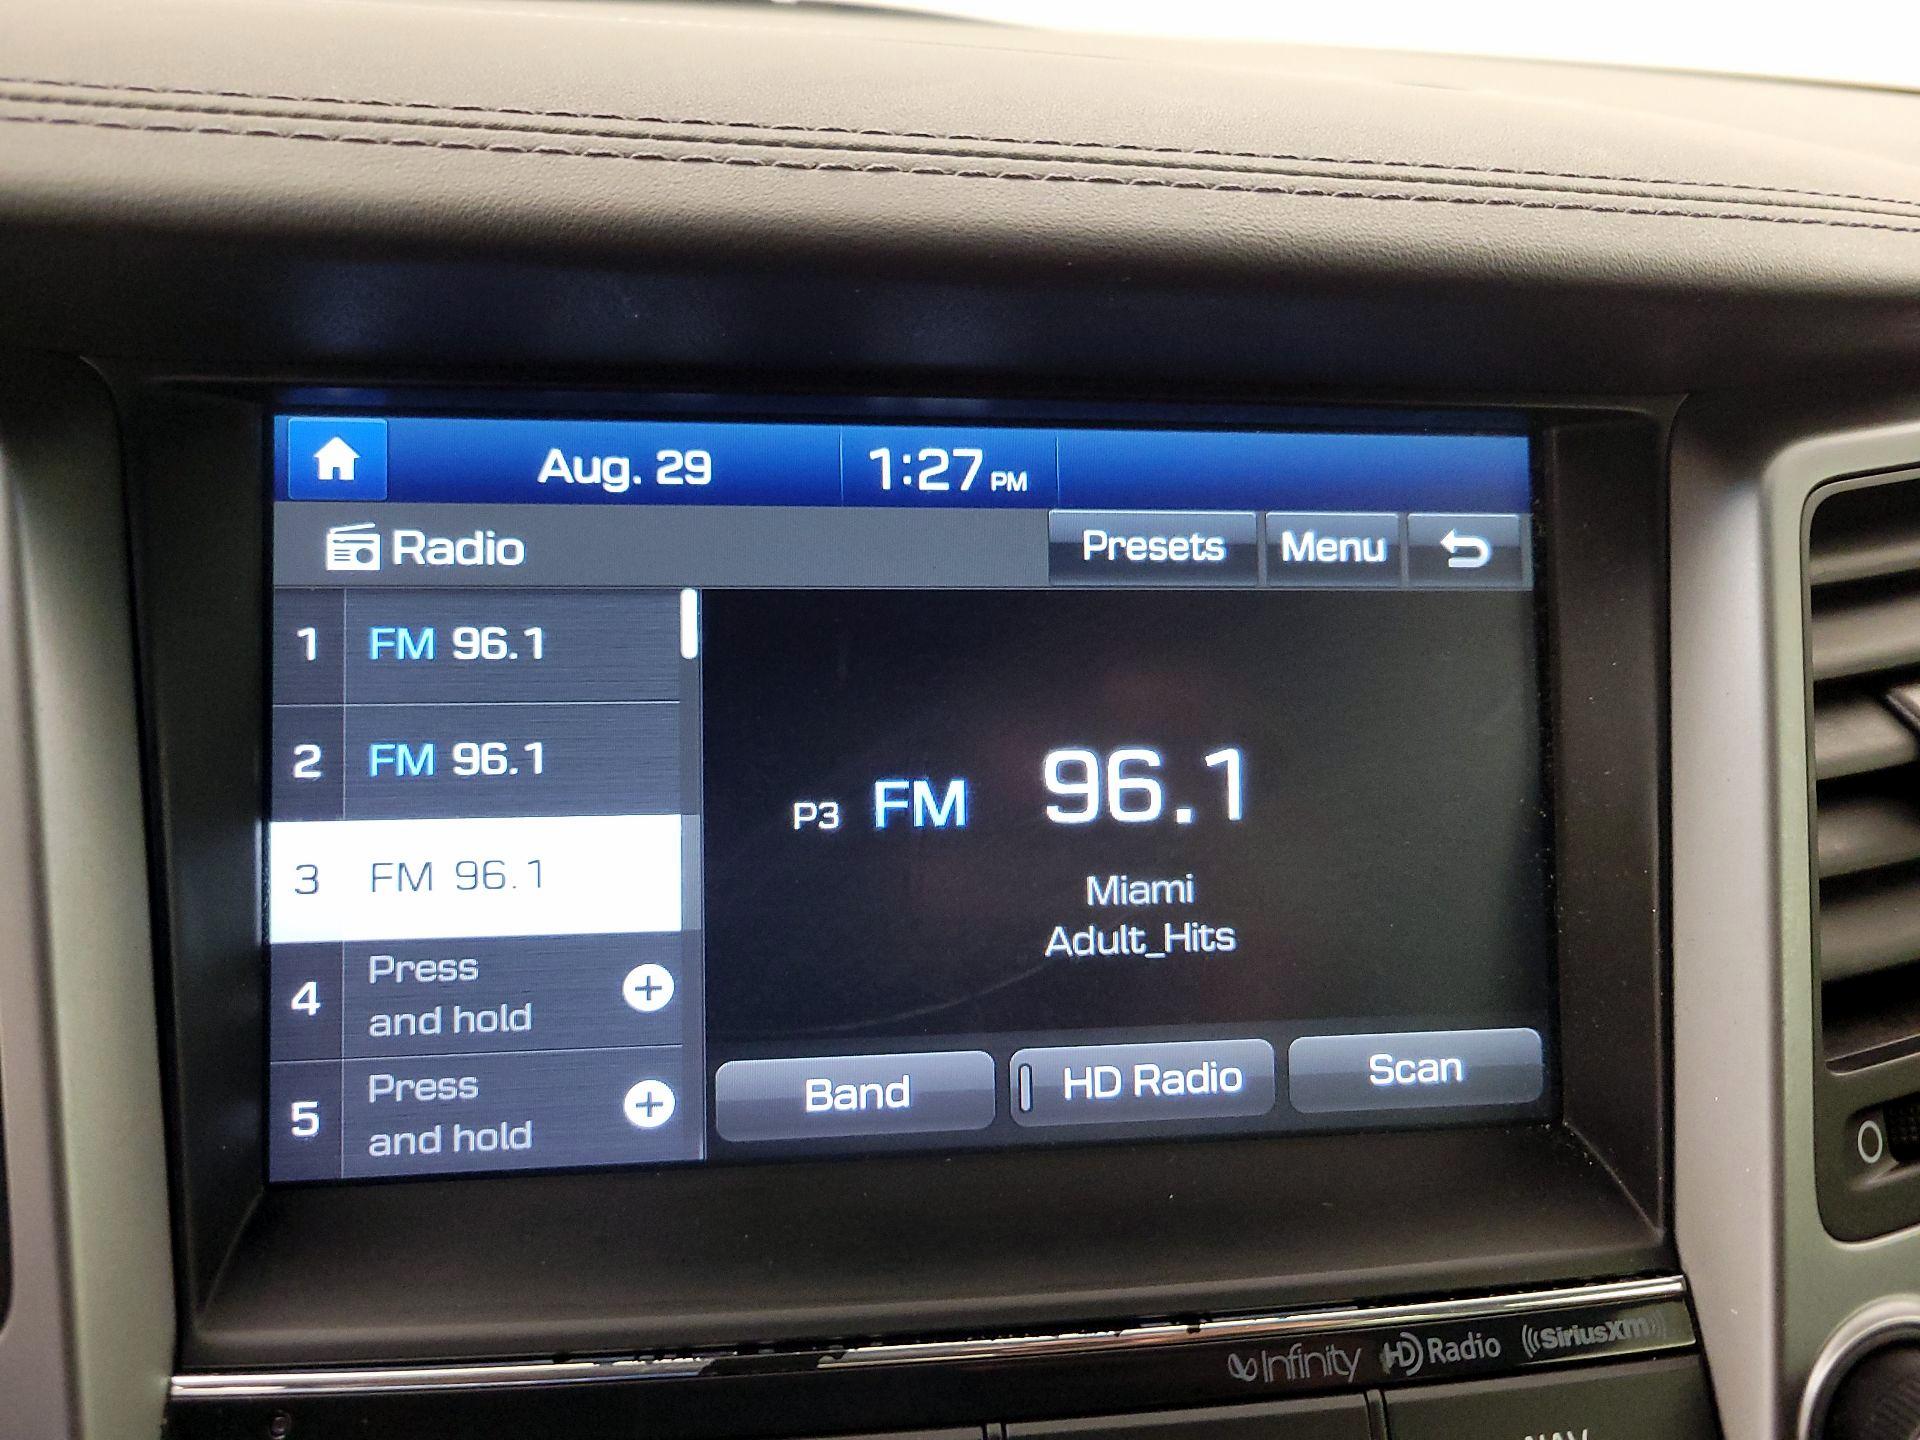 Aug. 29
1:27 PM
Radio
Presets
Menu
1 FM 96.1
2 FM 96.1
3 FM 96.1
4 Press
and hold
5 Press
and hold
P3 FM 96.1
Miami
Adult_Hits
Band
HD Radio
Scan
Infinity HD Radio SiriusXM
NAV